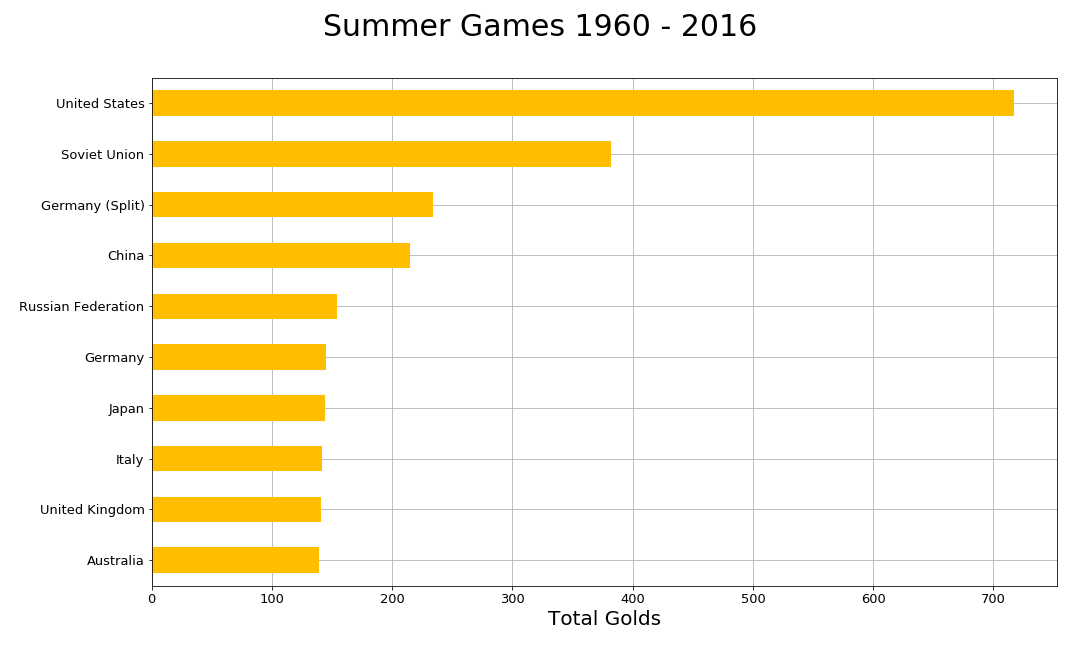 Summer Games 1960 - 2016
United States
Soviet Union
Germany (Split)
China
Russian Federation
Germany
Japan
Italy
United Kingdom
Australia
0 100 200 300 400 500 600 700
Total Golds